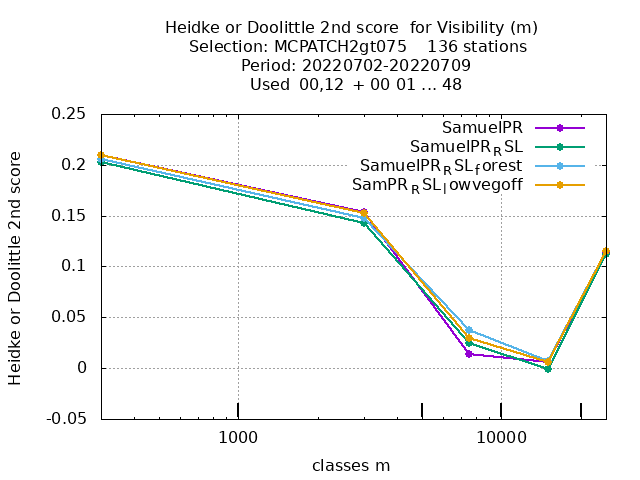 Heidke or Doolittle 2nd score  for Visibility (m)
Selection: MCPATCH2gt075    136 stations
Period: 20220702-20220709
Used  00,12  + 00 01 ... 48
Heidke or Doolittle 2nd score
0.25
0.2
0.15
0.1
0.05
0
-0.05
SamuelPR
SamuelPR_RSL
SamuelPR_RSL_forest
SamPR_RSL_lowvegoff
1000
10000
classes m